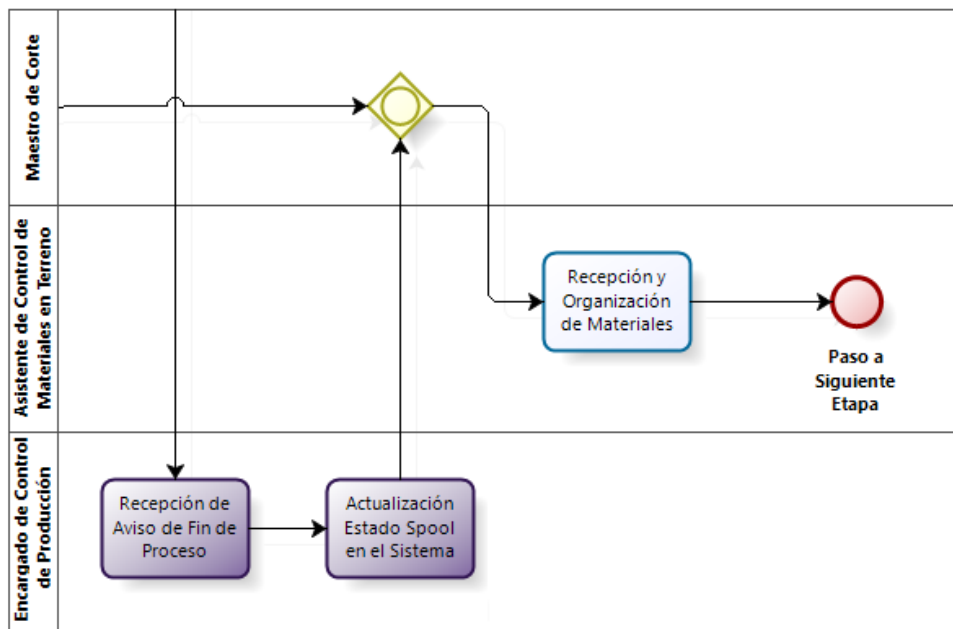 Maestro de
Corte
Asistente de Control de
Materiales en Terreno
Recepción y
Organización
de Materiales
Paso a
Siguiente
Etapa
Encargado de Control
de Producción
Recepción de
Aviso de Fin de
Proceso
Actualización
Estado Spool
en el Sistema